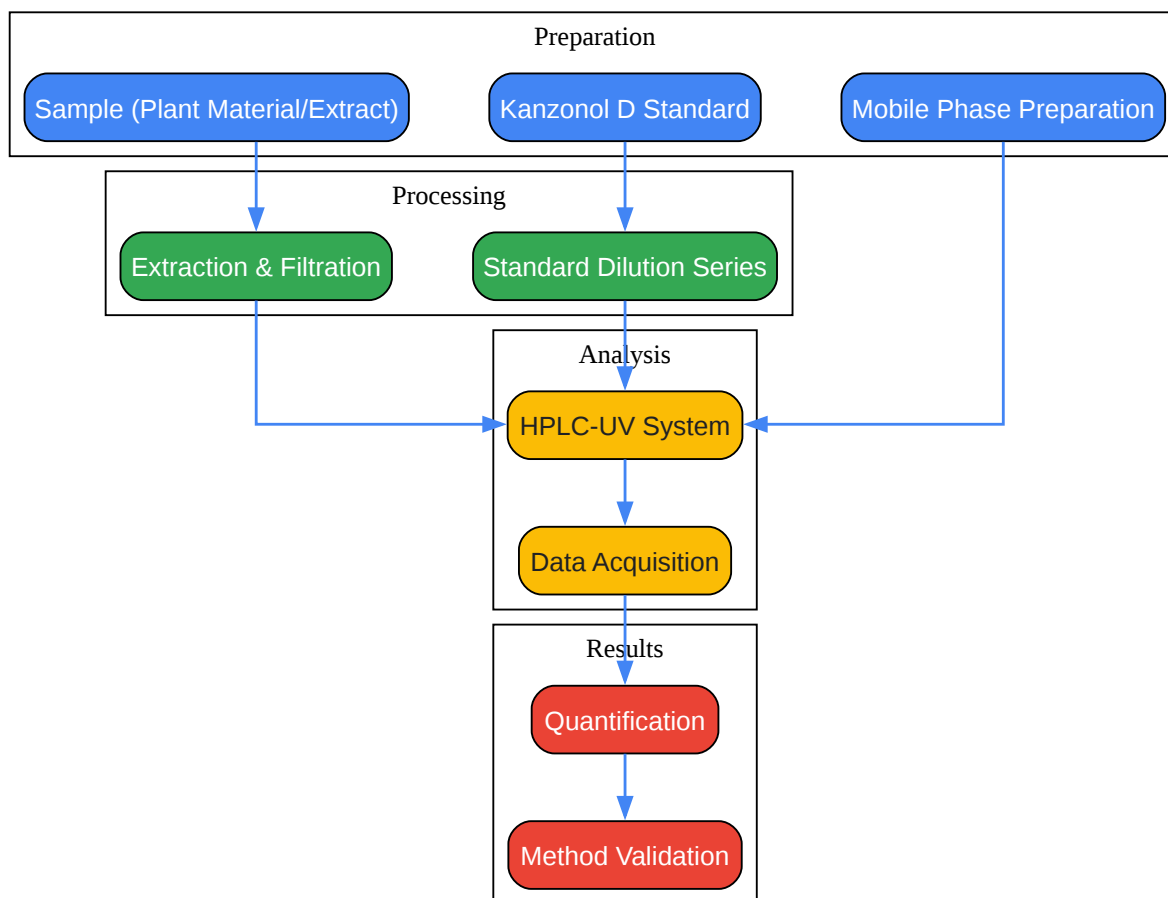 Preparation
Sample (Plant Material/Extract)
Kanzonol D Standard
Mobile Phase Preparation
Processing
Extraction & Filtration
Standard Dilution Series
Analysis
HPLC-UV System
Data Acquisition
Results
Quantification
Method Validation